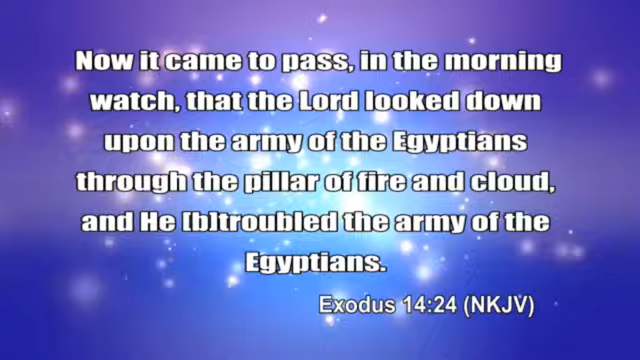 Now it came to pass, in the morning
watch, that the Lord looked down
upon the army of the Egyptians
through the pillar of fire and cloud,
and He [b]troubled the army of the
Egyptians.
Exodus 14:24 (NKJV)